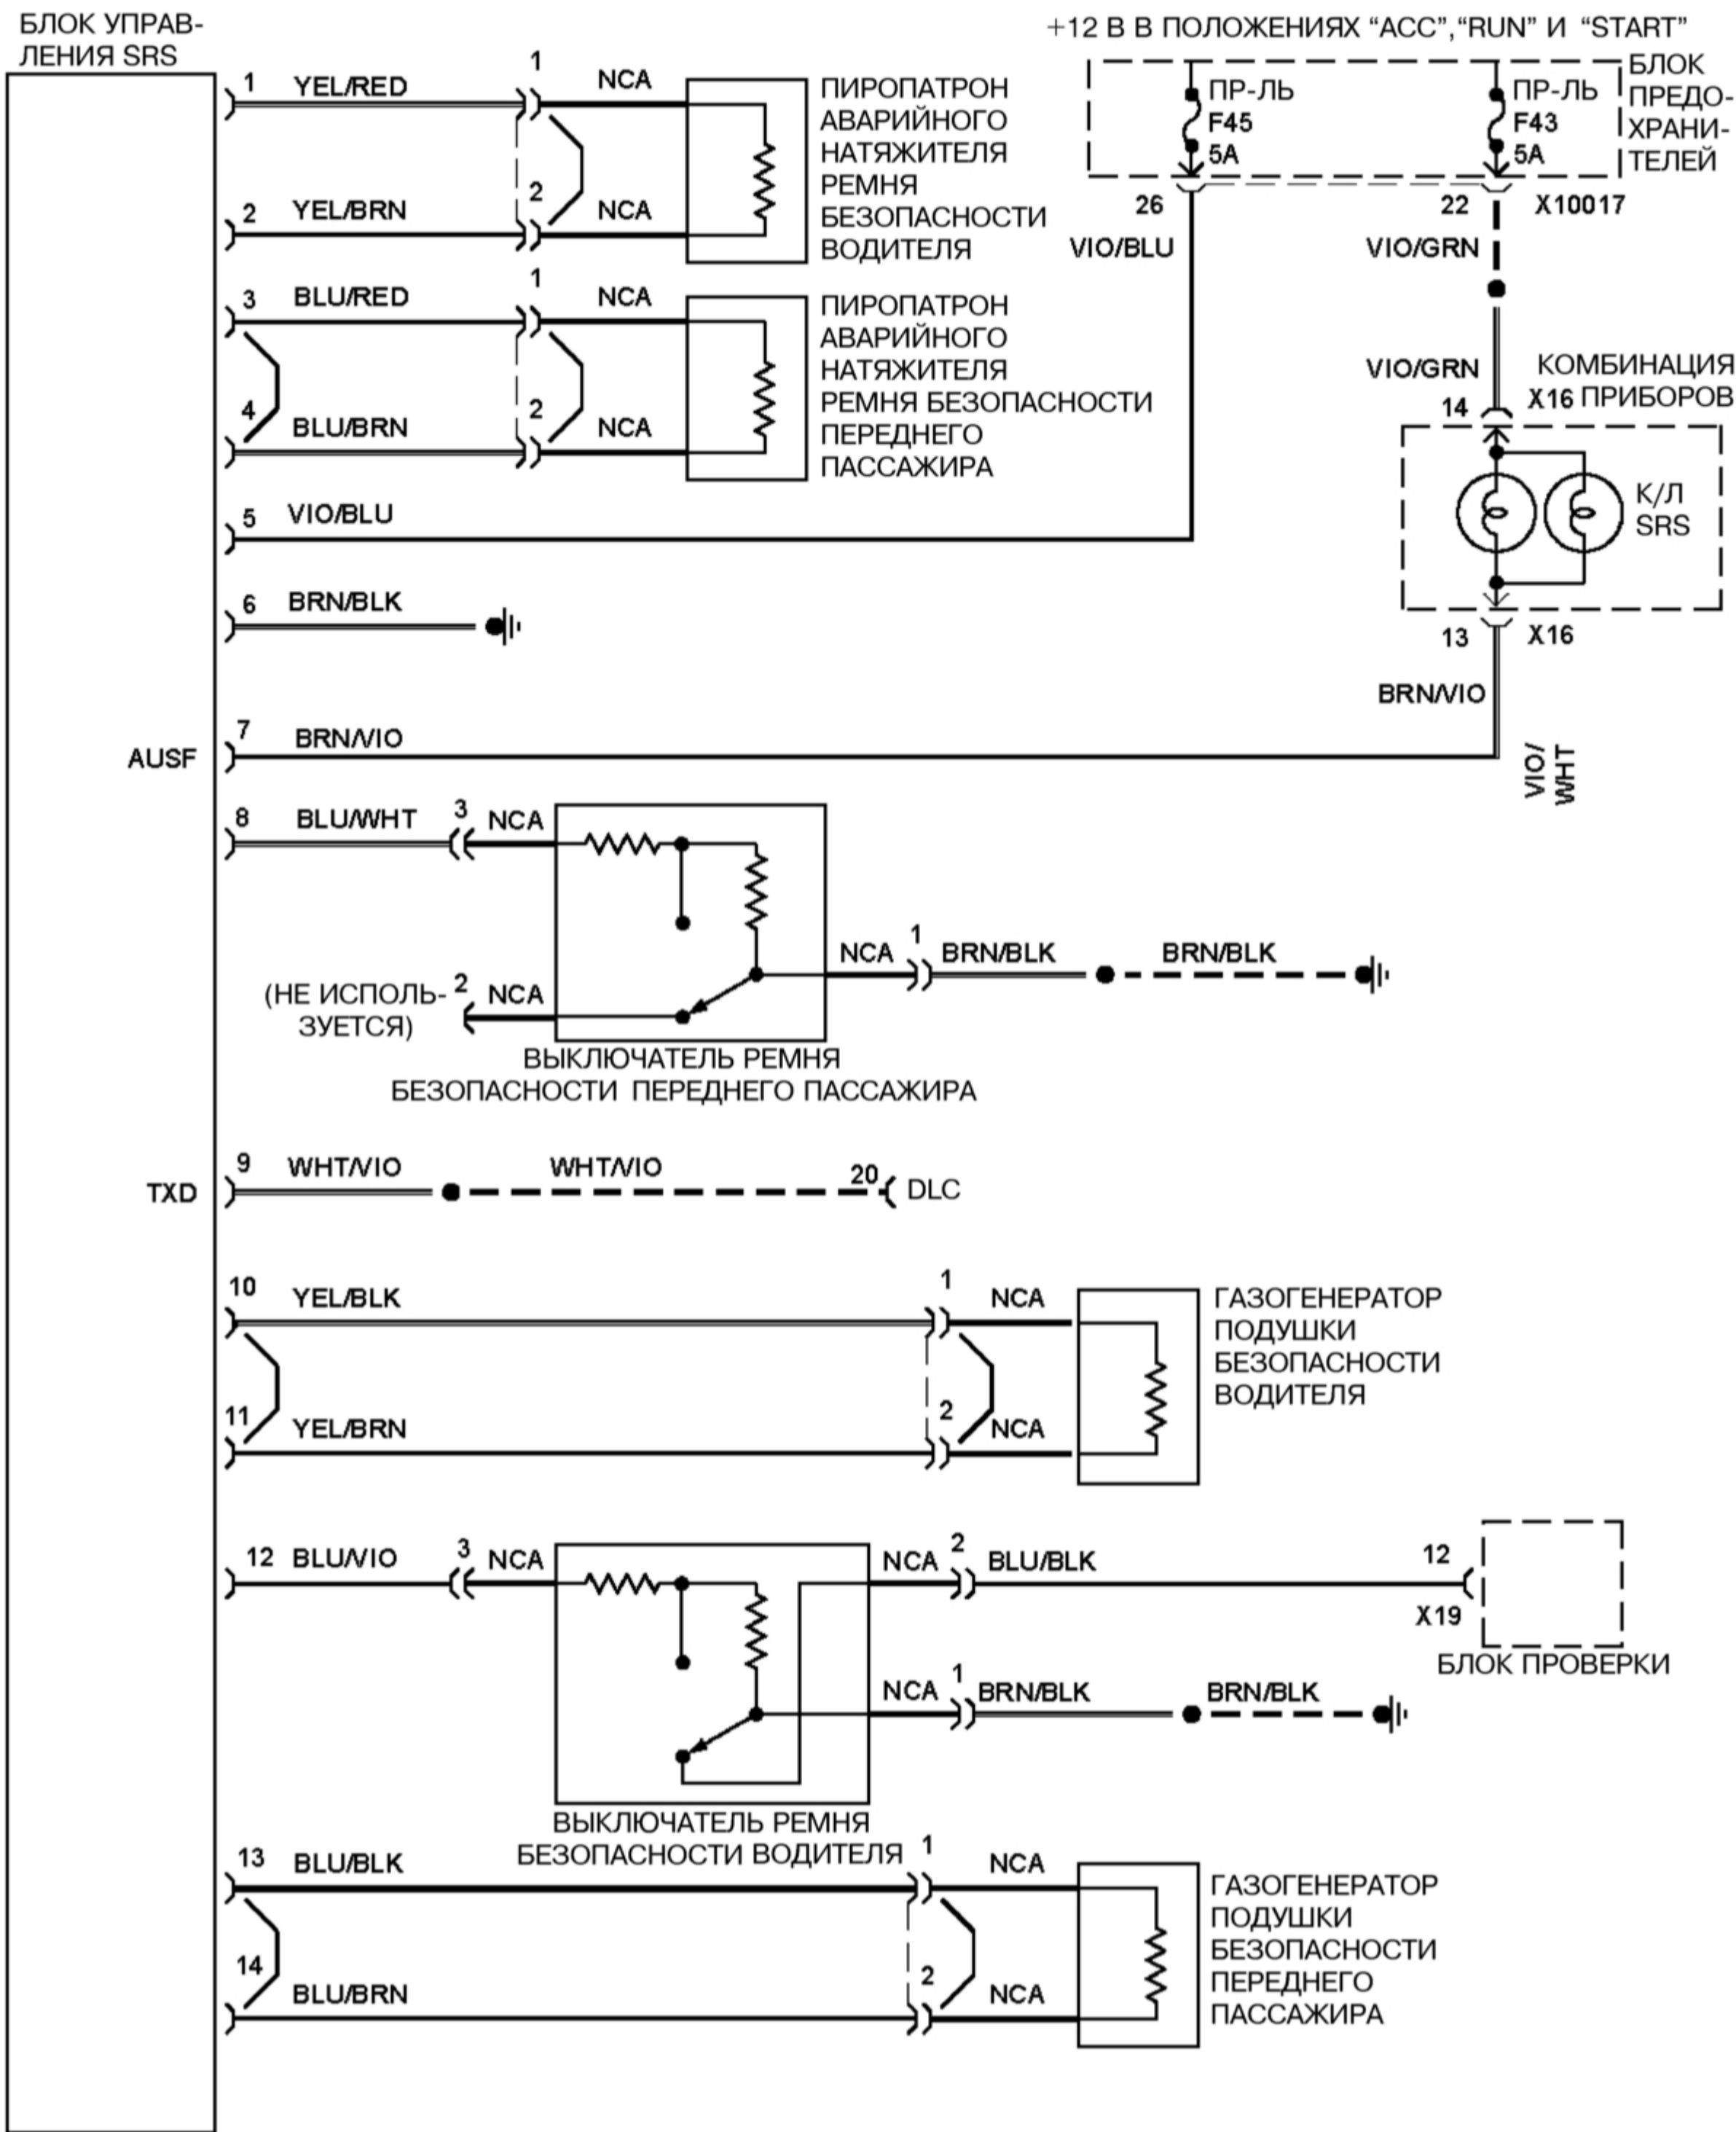 БЛОК УПРАВ-
ЛЕНИЯ SRS
+12 В В ПОЛОЖЕНИЯХ “ACC”, “RUN” И “START”
БЛОК
ПРЕДО-
ХРАНИ-
ТЕЛЕЙ
ПР-ЛЬ
F45
5A
ПР-ЛЬ
F43
5A
26
22
X10017
VIO/BLU
VIO/GRN
VIO/GRN
КОМБИНАЦИЯ
14
X16 ПРИБОРОВ
К/Л
SRS
13
X16
BRN/VIO
VIO/
WHT
1
YEL/RED
1
NCA
2
YEL/BRN
2
NCA
ПИРОПАТРОН
АВАРИЙНОГО
НАТЯЖИТЕЛЯ
РЕМНЯ
БЕЗОПАСНОСТИ
ВОДИТЕЛЯ
3
BLU/RED
1
NCA
4
BLU/BRN
2
NCA
ПИРОПАТРОН
АВАРИЙНОГО
НАТЯЖИТЕЛЯ
РЕМНЯ БЕЗОПАСНОСТИ
ПЕРЕДНЕГО
ПАССАЖИРА
5
VIO/BLU
6
BRN/BLK
7
BRN/VIO
AUSF
8
BLU/WHT
3
NCA
NCA
1
BRN/BLK
BRN/BLK
(НЕ ИСПОЛЬ-
ЗУЕТСЯ)
2
NCA
ВЫКЛЮЧАТЕЛЬ РЕМНЯ
БЕЗОПАСНОСТИ ПЕРЕДНЕГО ПАССАЖИРА
9
WHT/VIO
WHT/VIO
20
DLC
TXD
10
YEL/BLK
1
NCA
11
YEL/BRN
2
NCA
ГАЗОГЕНЕРАТОР
ПОДУШКИ
БЕЗОПАСНОСТИ
ВОДИТЕЛЯ
12
BLU/VIO
3
NCA
NCA
2
BLU/BLK
12
X19
БЛОК ПРОВЕРКИ
NCA
1
BRN/BLK
BRN/BLK
ВЫКЛЮЧАТЕЛЬ РЕМНЯ
БЕЗОПАСНОСТИ ВОДИТЕЛЯ
13
BLU/BLK
1
NCA
14
BLU/BRN
2
NCA
ГАЗОГЕНЕРАТОР
ПОДУШКИ
БЕЗОПАСНОСТИ
ПЕРЕДНЕГО
ПАССАЖИРА